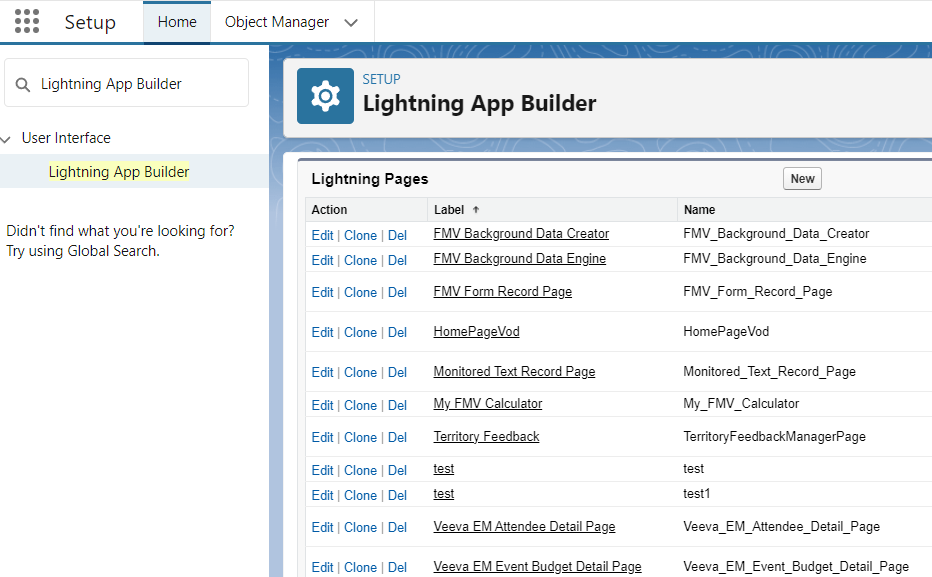 Setup Home Object Manager
Lightning App Builder
User Interface
Lightning App Builder
Didn't find what you're looking for?
Try using Global Search.
SETUP
Lightning App Builder
Lightning Pages New
Action Label ↑ Name
Edit | Clone | Del FMV Background Data Creator FMV_Background_Data_Creator
Edit | Clone | Del FMV Background Data Engine FMV_Background_Data_Engine
Edit | Clone | Del FMV Form Record Page FMV_Form_Record_Page
Edit | Clone | Del HomePageVod HomePageVod
Edit | Clone | Del Monitored Text Record Page Monitored_Text_Record_Page
Edit | Clone | Del My FMV Calculator My_FMV_Calculator
Edit | Clone | Del Territory Feedback TerritoryFeedbackManagerPage
Edit | Clone | Del test test
Edit | Clone | Del test test1
Edit | Clone | Del Veeva EM Attendee Detail Page Veeva_EM_Attendee_Detail_Page
Edit | Clone | Del Veeva EM Event Budget Detail Page Veeva_EM_Event_Budget_Detail_Page